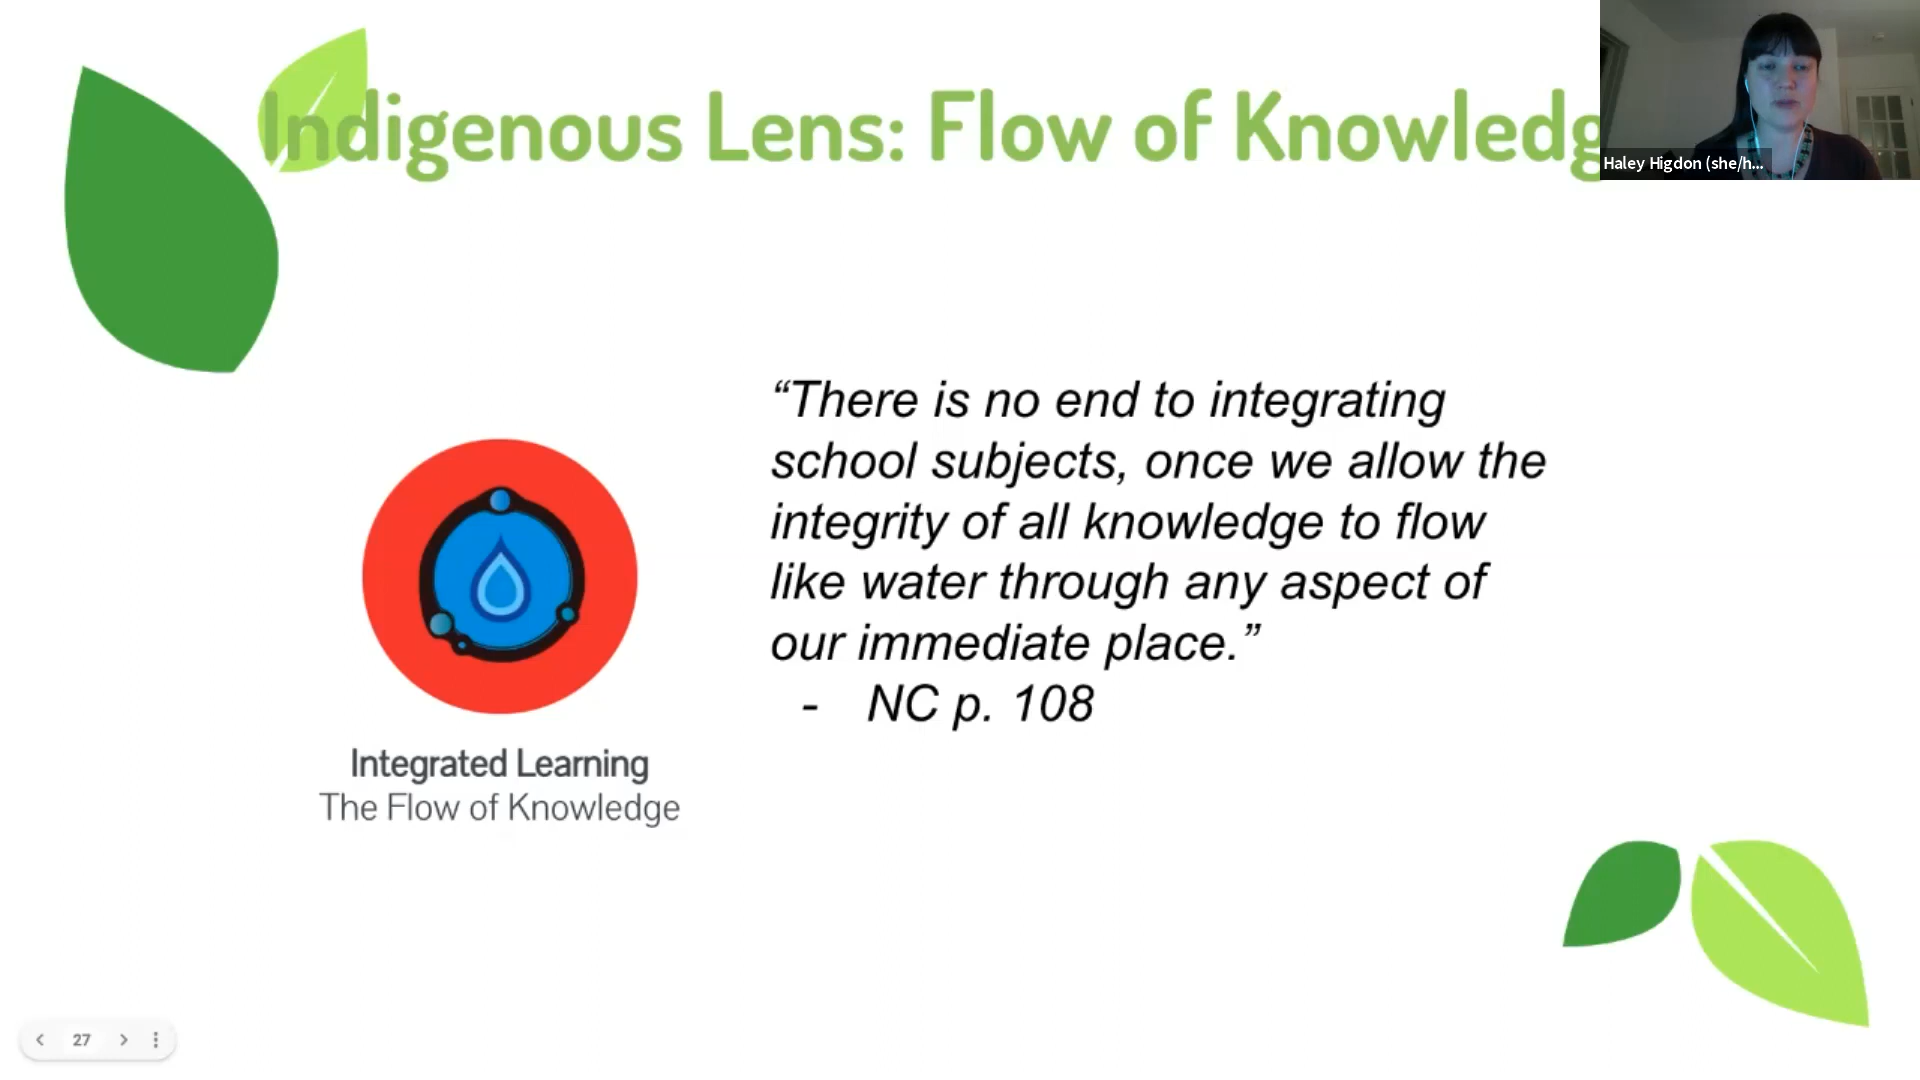 Indigenous Lens: Flow of Knowledg
Haley Higdon (she/h...
“There is no end to integrating
school subjects, once we allow the
integrity of all knowledge to flow
like water through any aspect of
our immediate place.”
- NC p. 108
Integrated Learning
The Flow of Knowledge
27